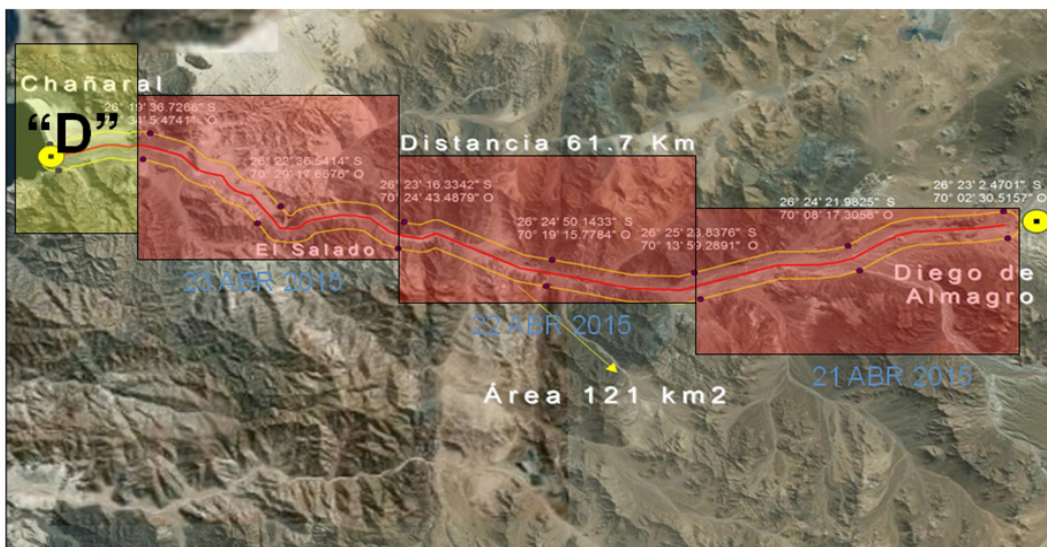 Chañaral
"D"
26° 19' 36.7266" S
34' 5.4741" O
Distancia 61.7 Km
26° 22' 36.5414" S
70° 29' 17.6576" O
26° 23' 16.3342" S
70° 24' 43.4879" O
26° 24' 50.1433" S
70° 19' 15.7784" O
26° 25' 23.8376" S
70° 13' 59.2891" O
26° 24' 21.9825" S
70° 08' 17.3058" O
26° 23' 2.4701" S
70° 02' 30.5157" O
El Salado
23 ABR 2015
Diego de
Almagro
22 ABR 2015
21 ABR 2015
Área 121 km2